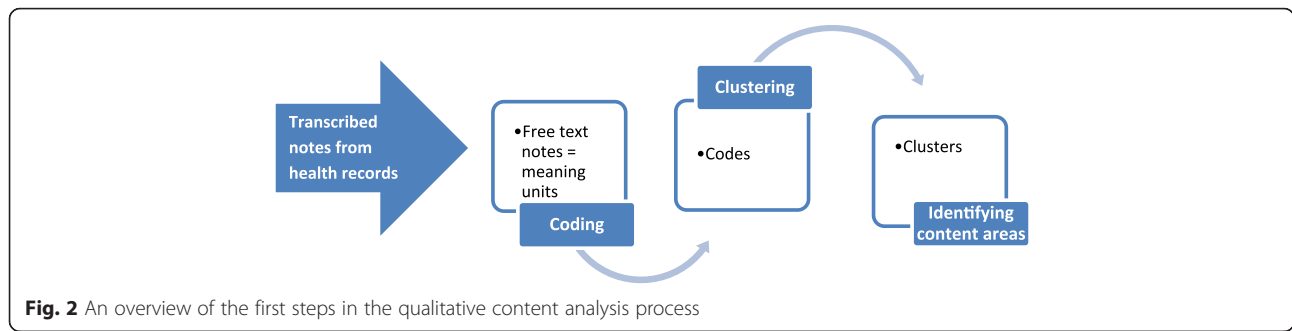 Transcribed
notes from
health records
•Free text
notes =
meaning
units
Coding
Clustering
•Codes
•Clusters
Identifying
content areas
Fig. 2 An overview of the first steps in the qualitative content analysis process